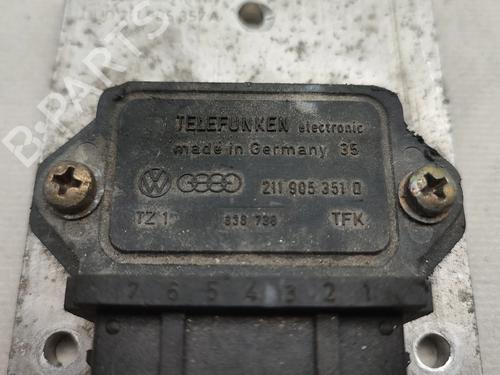 TELEFUNKEN electronic
made in Germany 35
211 905 351 D
TZ 1 838 738 TFK
7 6 5 4 3 2 1
B-PARTS